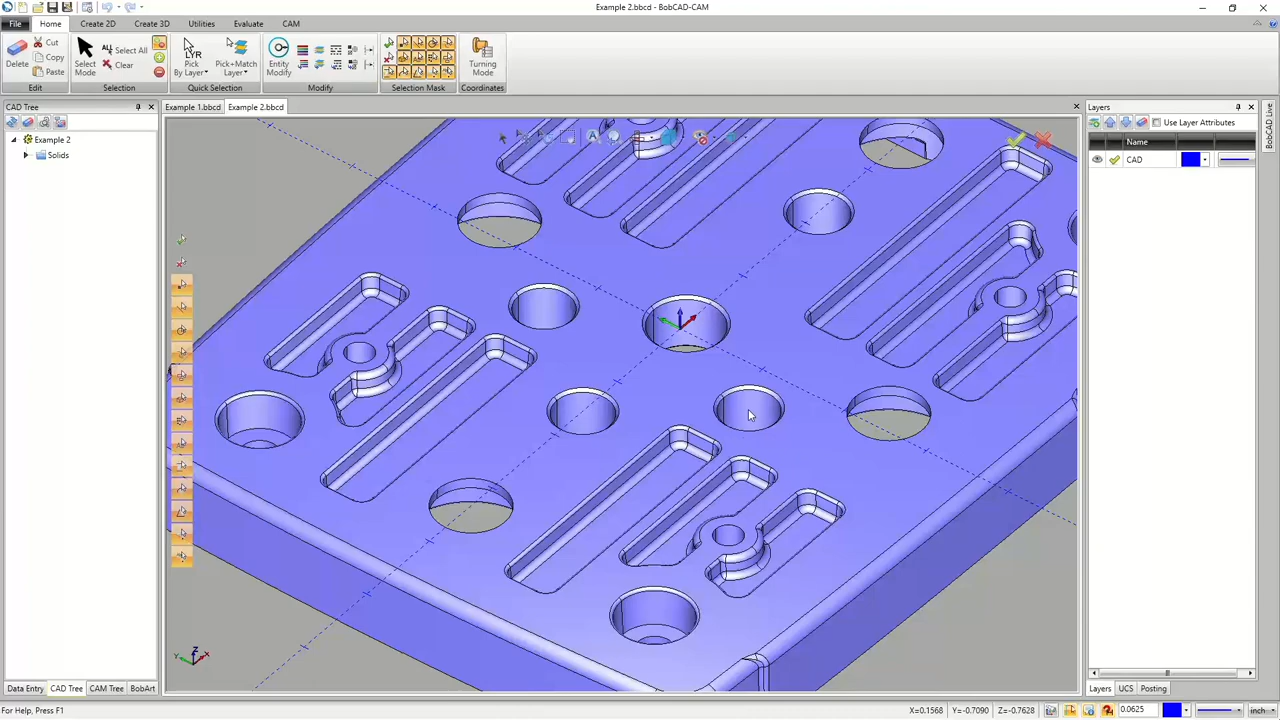 Example 2.bbcd - BobCAD-CAM
File Home Create 2D Create 3D Utilities Evaluate CAM
Delete
Cut
Copy
Paste
Edit
Select Mode
Select All
Clear
Selection
LYR
Pick By Layer
Pick+Match Layer
Quick Selection
Entity Modify
Modify
Selection Mask
Turning Mode
Coordinates
CAD Tree
Example 2
Solids
Example 1.bbcd Example 2.bbcd
Layers
Use Layer Attributes
Name
CAD
BobCAD Live
Y Z X
Data Entry CAD Tree CAM Tree BobArt
Layers UCS Posting
For Help, Press F1
X=0.1568 Y=-0.7090 Z=-0.7628
0.0625
inch